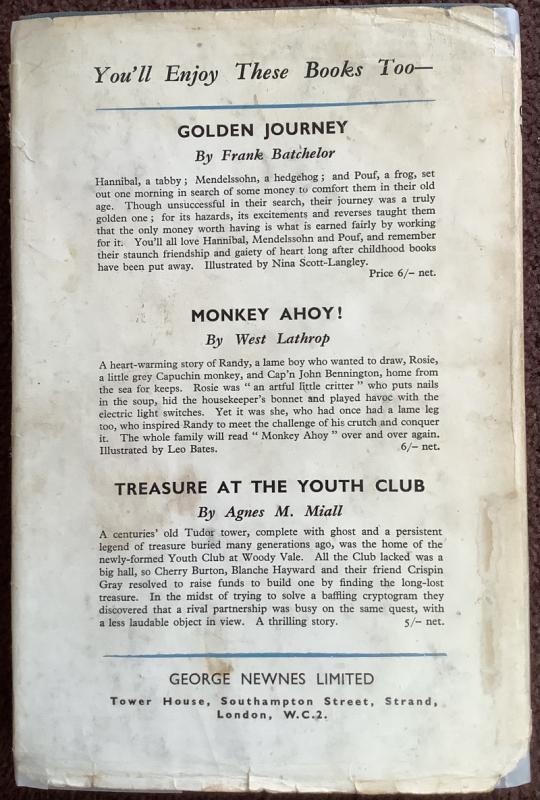 You'll Enjoy These Books Too—
GOLDEN JOURNEY
By Frank Batchelor
Hannibal, a tabby; Mendelssohn, a hedgehog; and Pouf, a frog, set
out one morning in search of some money to comfort them in their old
age. Though unsuccessful in their search, their journey was a truly
golden one; for its hazards, its excitements and reverses taught them
that the only money worth having is what is earned fairly by working
for it. You'll all love Hannibal, Mendelssohn and Pouf, and remember
their staunch friendship and gaiety of heart long after childhood books
have been put away. Illustrated by Nina Scott-Langley.
Price 6/– net.
MONKEY AHOY!
By West Lathrop
A heart-warming story of Randy, a lame boy who wanted to draw, Rosie,
a little grey Capuchin monkey, and Cap'n John Bennington, home from
the sea for keeps. Rosie was " an artful little critter " who puts nails
in the soup, hid the housekeeper's bonnet and played havoc with the
electric light switches. Yet it was she, who had once had a lame leg
too, who inspired Randy to meet the challenge of his crutch and conquer
it. The whole family will read " Monkey Ahoy " over and over again.
Illustrated by Leo Bates. 6/– net.
TREASURE AT THE YOUTH CLUB
By Agnes M. Miall
A centuries' old Tudor tower, complete with ghost and a persistent
legend of treasure buried many generations ago, was the home of the
newly-formed Youth Club at Woody Vale. All the Club lacked was a
big hall, so Cherry Burton, Blanche Hayward and their friend Crispin
Gray resolved to raise funds to build one by finding the long-lost
treasure. In the midst of trying to solve a baffling cryptogram they
discovered that a rival partnership was busy on the same quest, with
a less laudable object in view. A thrilling story. 5/– net.
GEORGE NEWNES LIMITED
Tower House, Southampton Street, Strand,
London, W.C.2.